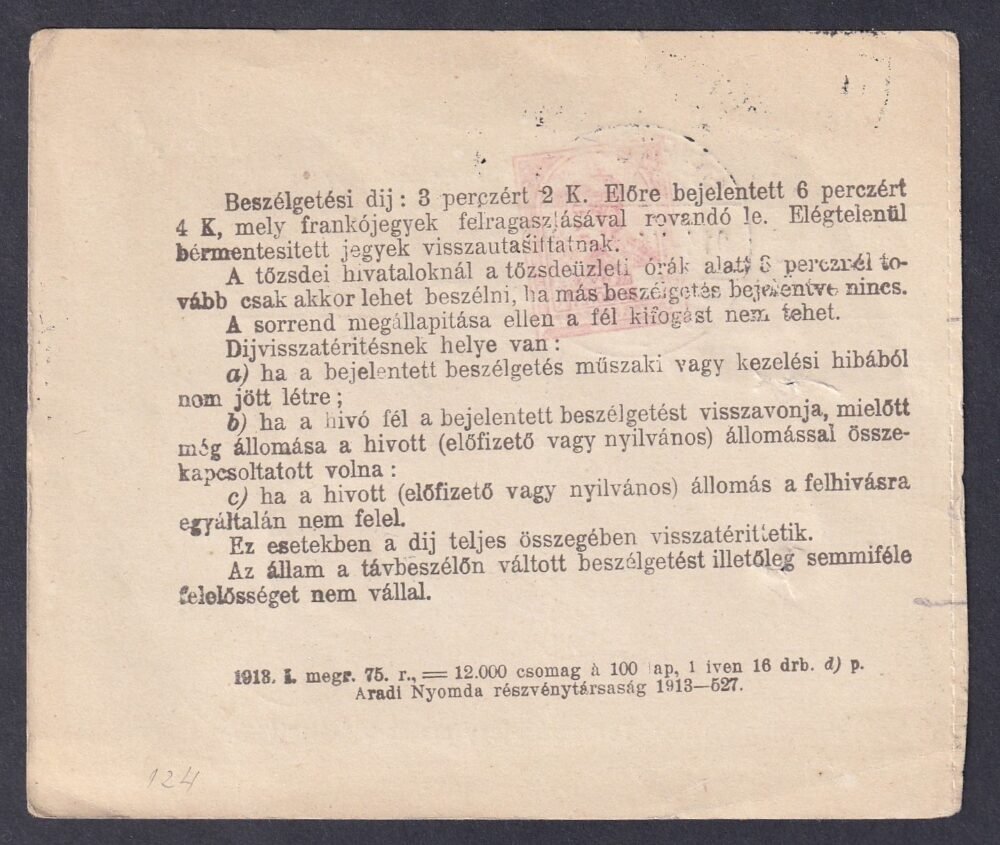 Beszélgetési dij: 3 perczért 2 K. Előre bejelentett 6 perczért
4 K, mely frankójegyek felragasztásával rovandó le. Elégtelenül
bérmentesitett jegyek visszautasittatnak.
A tőzsdei hivataloknál a tőzsdeüzleti órák alatt 3 percznél to-
vább csak akkor lehet beszélni, ha más beszélgetés bejelentve nincs.
A sorrend megállapitása ellen a fél kifogást nem tehet.
Dijvisszatéritésnek helye van:
a) ha a bejelentett beszélgetés műszaki vagy kezelési hibából
nom jött létre;
b) ha a hivó fél a bejelentett beszélgetést visszavonja, mielőtt
még állomása a hivott (előfizető vagy nyilvános) állomással össze-
kapcsoltatott volna:
c) ha a hivott (előfizető vagy nyilvános) állomás a felhivásra
egyáltalán nem felel.
Ez esetekben a dij teljes összegében visszatérittetik.
Az állam a távbeszélőn váltott beszélgetést illetőleg semmiféle
felelősséget nem vállal.
1913. I. megr. 75. r., = 12.000 csomag à 100 lap, 1 iven 16 drb. d) p.
Aradi Nyomda részvénytársaság 1913—527.
124